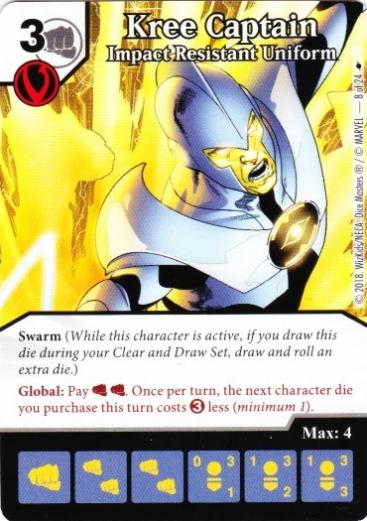 3
Kree Captain
Impact Resistant Uniform
© 2018. WizKids/NECA. Dice Masters ® / © MARVEL — 8 of 24
Swarm (While this character is active, if you draw this
die during your Clear and Draw Set, draw and roll an
extra die.)
Global: Pay. Once per turn, the next character die
you purchase this turn costs 3 less (minimum 1).
Max: 4
0 3 1
1 3 2
1 3 3